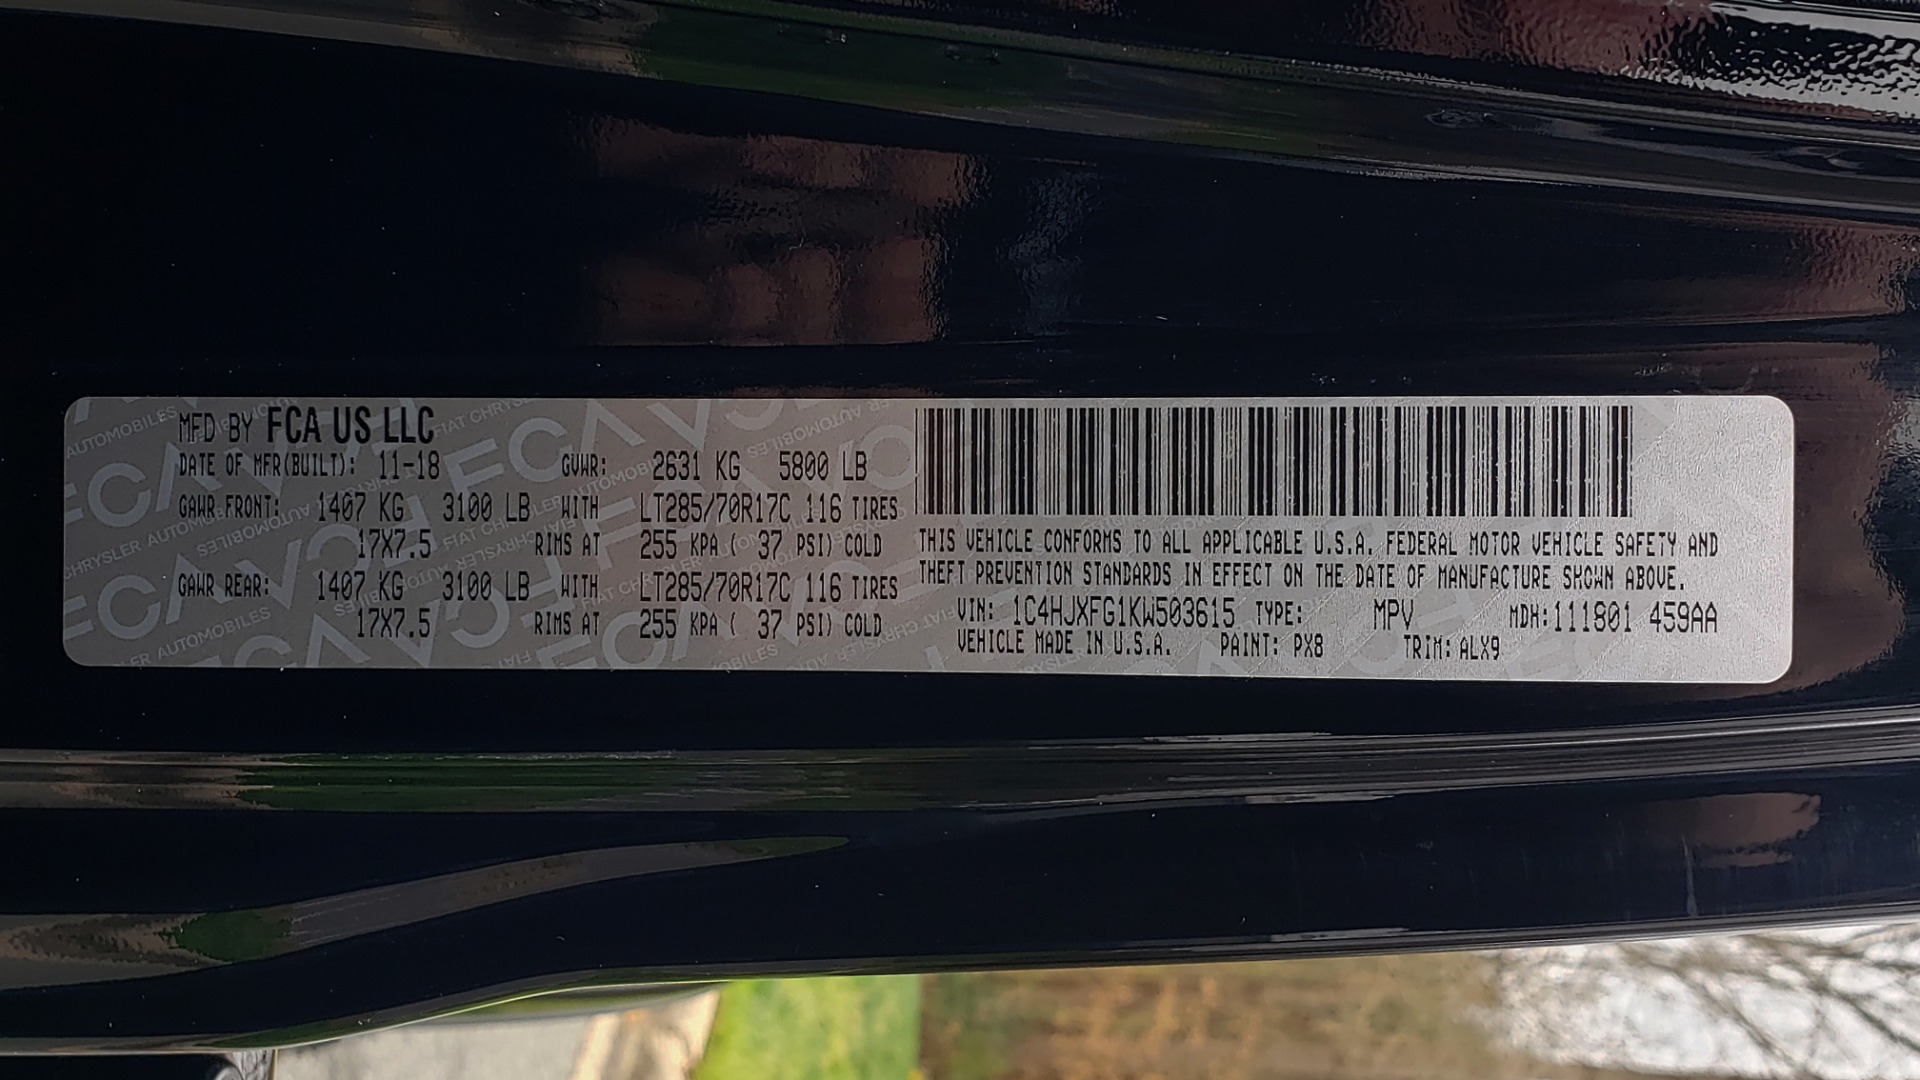 MFD BY FCA US LLC
DATE OF MFR(BUILT): 11-18 GVWR: 2631 KG 5800 LB
GAWR FRONT: 1407 KG 3100 LB WITH LT285/70R17C 116 TIRES
17X7.5 RIMS AT 255 KPA ( 37 PSI) COLD
GAWR REAR: 1407 KG 3100 LB WITH LT285/70R17C 116 TIRES
17X7.5 RIMS AT 255 KPA ( 37 PSI) COLD
THIS VEHICLE CONFORMS TO ALL APPLICABLE U.S.A. FEDERAL MOTOR VEHICLE SAFETY AND
THEFT PREVENTION STANDARDS IN EFFECT ON THE DATE OF MANUFACTURE SHOWN ABOVE.
VIN: 1C4HJXFG1KW503615 TYPE: MPV MDH:111801 459AA
VEHICLE MADE IN U.S.A. PAINT: PX8 TRIM: ALX9